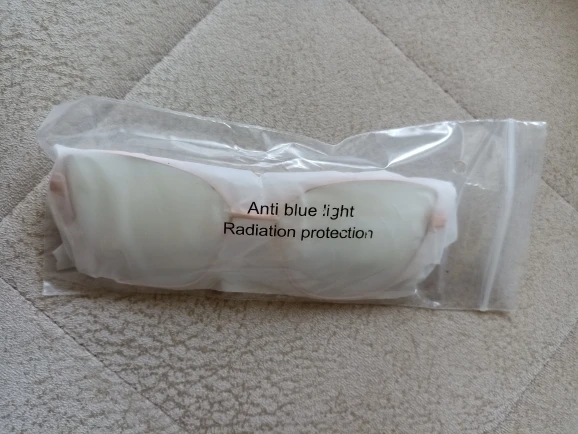 Anti blue light
Radiation protection